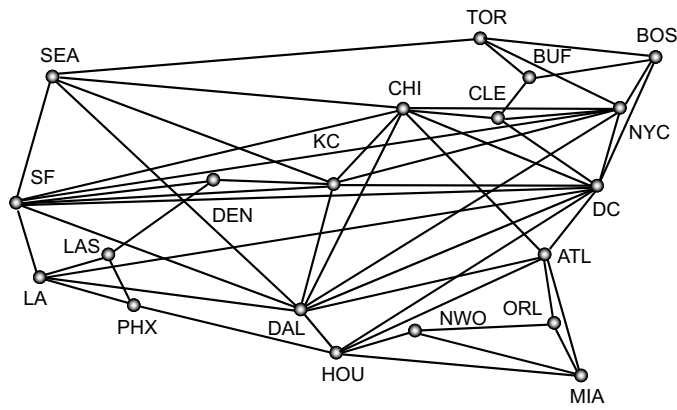 TOR
BOS
SEA
BUF
CHI
CLE
KC
NYC
SF
DEN
DC
LAS
ATL
LA
PHX
DAL
NWO
ORL
HOU
MIA